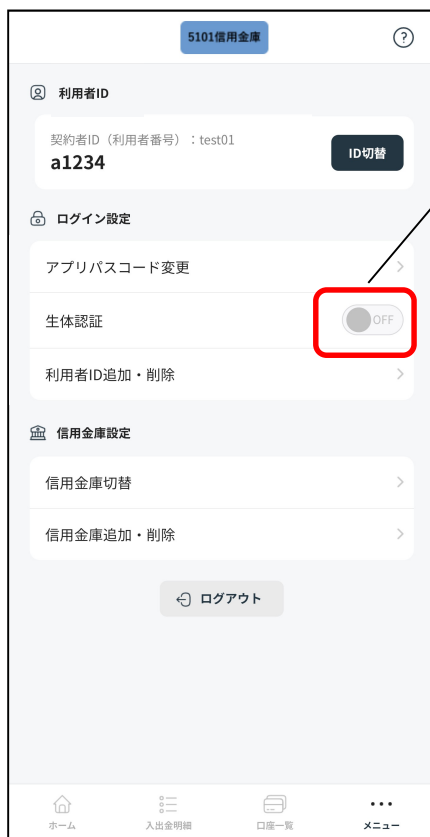 5101信用金庫
?
利用者ID
契約者ID（利用者番号）：test01
a1234
ID切替
ログイン設定
アプリパスコード変更
生体認証
OFF
利用者ID追加・削除
信用金庫設定
信用金庫切替
信用金庫追加・削除
ログアウト
ホーム
入出金明細
口座一覧
メニュー